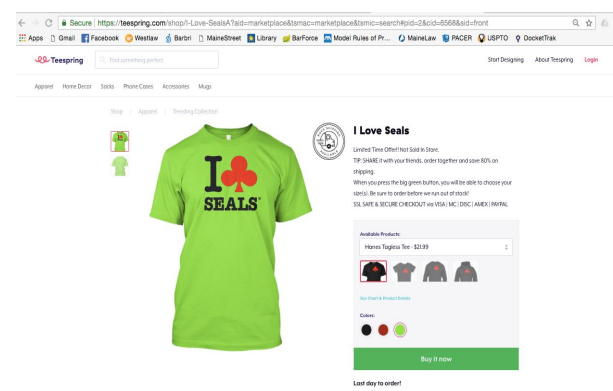 Secure | https://teespring.com/shop/I-Love-SealsA?aid=marketplace&tsmac=marketplace&tsmic=search#pid=2&cid=6568&sid=front
Apps Gmail Facebook Westlaw Barbri MaineStreet Library BarForce Model Rules of Pr... MaineLaw PACER USPTO DocketTrak
Teespring Find something perfect Start Designing About Teespring Login
Apparel Home Decor Socks Phone Cases Accessories Mugs
Shop Apparel Trending Collection
I Love Seals
Limited Time Offer!! Not Sold In Store.
TIP: SHARE it with your friends, order together and save 80% on
shipping.
When you press the big green button, you will be able to choose your
size(s). Be sure to order before we run out of stock!
SSL SAFE & SECURE CHECKOUT via VISA | MC | DISC | AMEX | PAYPAL
I
SEALS
Available Products:
Hanes Tagless Tee - $21.99
Size Chart & Product Details
Colors:
Buy it now
Last day to order!